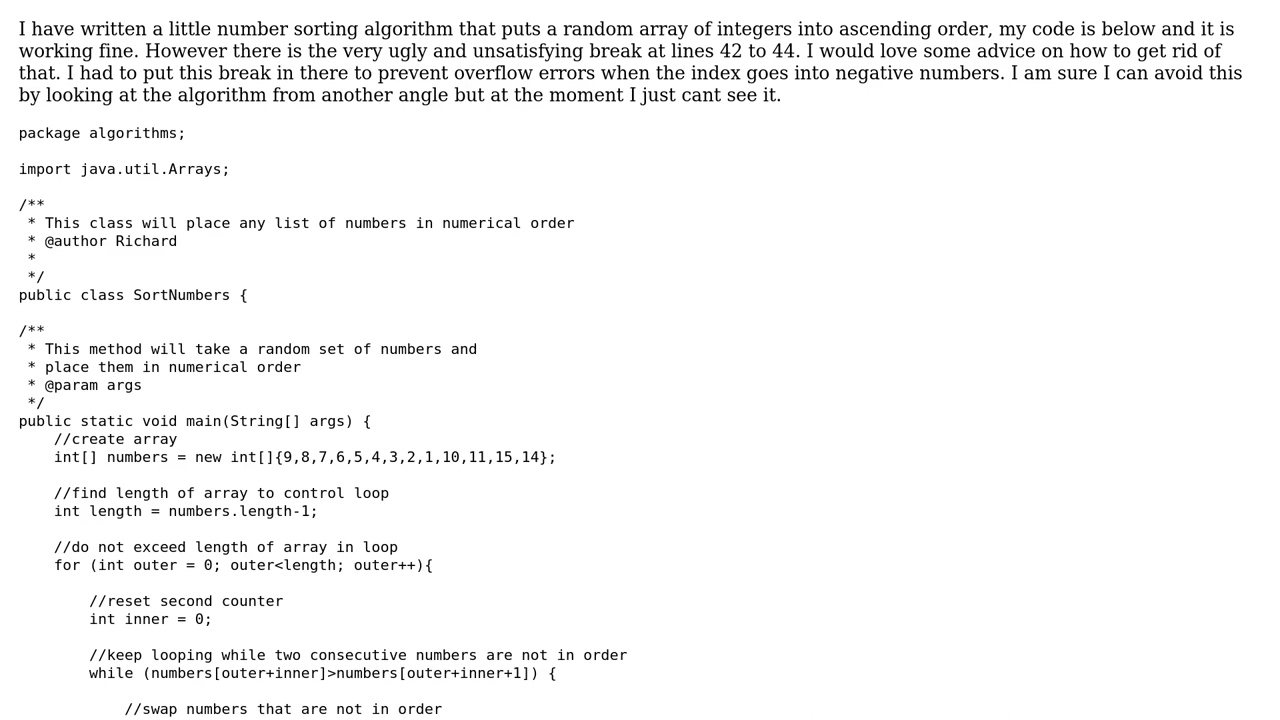 I have written a little number sorting algorithm that puts a random array of integers into ascending order, my code is below and it is
working fine. However there is the very ugly and unsatisfying break at lines 42 to 44. I would love some advice on how to get rid of
that. I had to put this break in there to prevent overflow errors when the index goes into negative numbers. I am sure I can avoid this
by looking at the algorithm from another angle but at the moment I just cant see it.
package algorithms;
import java.util.Arrays;
/**
 * This class will place any list of numbers in numerical order
 * @author Richard
 *
 */
public class SortNumbers {
/**
 * This method will take a random set of numbers and
 * place them in numerical order
 * @param args
 */
public static void main(String[] args) {
    //create array
    int[] numbers = new int[]{9,8,7,6,5,4,3,2,1,10,11,15,14};
    //find length of array to control loop
    int length = numbers.length-1;
    //do not exceed length of array in loop
    for (int outer = 0; outer<length; outer++){
        //reset second counter
        int inner = 0;
        //keep looping while two consecutive numbers are not in order
        while (numbers[outer+inner]>numbers[outer+inner+1]) {
            //swap numbers that are not in order